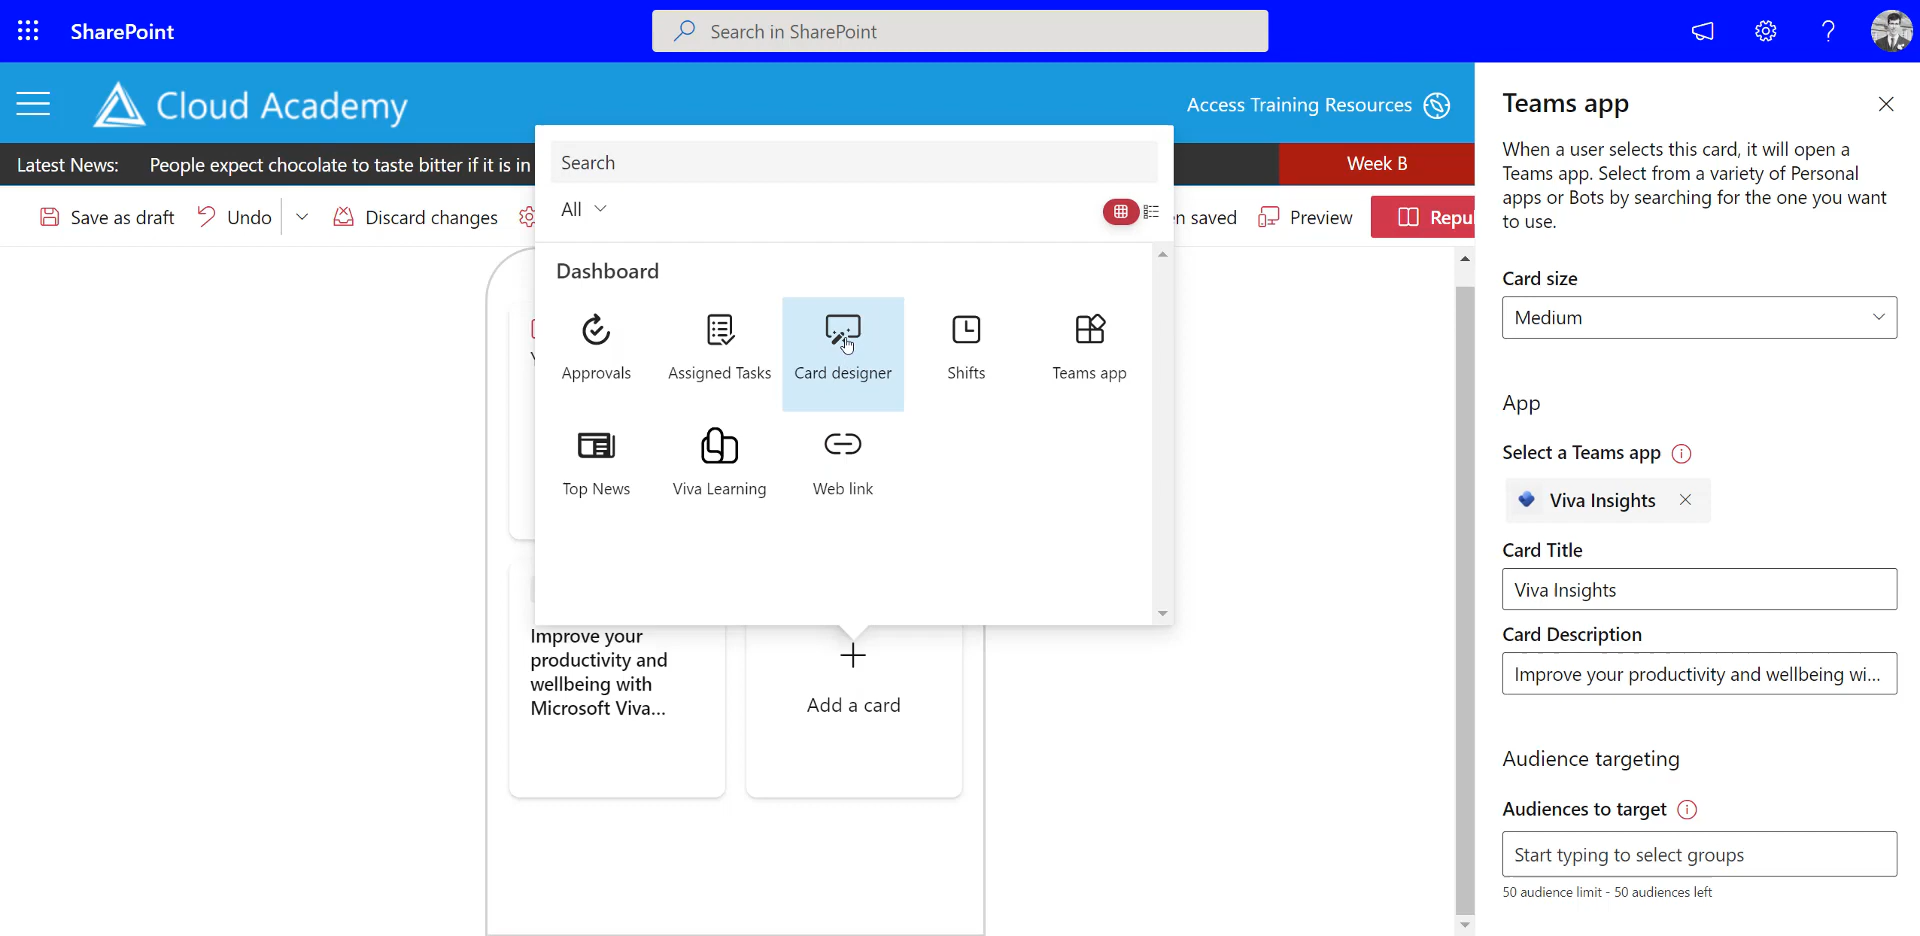 SharePoint
Search in SharePoint
Cloud Academy
Access Training Resources
Latest News: People expect chocolate to taste bitter if it is in
Week B
Save as draft
Undo
Discard changes
saved
Preview
Repu
Search
All
Dashboard
Approvals
Assigned Tasks
Card designer
Shifts
Teams app
Top News
Viva Learning
Web link
Improve your
productivity and
wellbeing with
Microsoft Viva...
Add a card
Teams app
When a user selects this card, it will open a
Teams app. Select from a variety of Personal
apps or Bots by searching for the one you want
to use.
Card size
Medium
App
Select a Teams app
Viva Insights
Card Title
Viva Insights
Card Description
Improve your productivity and wellbeing wi...
Audience targeting
Audiences to target
Start typing to select groups
50 audience limit - 50 audiences left